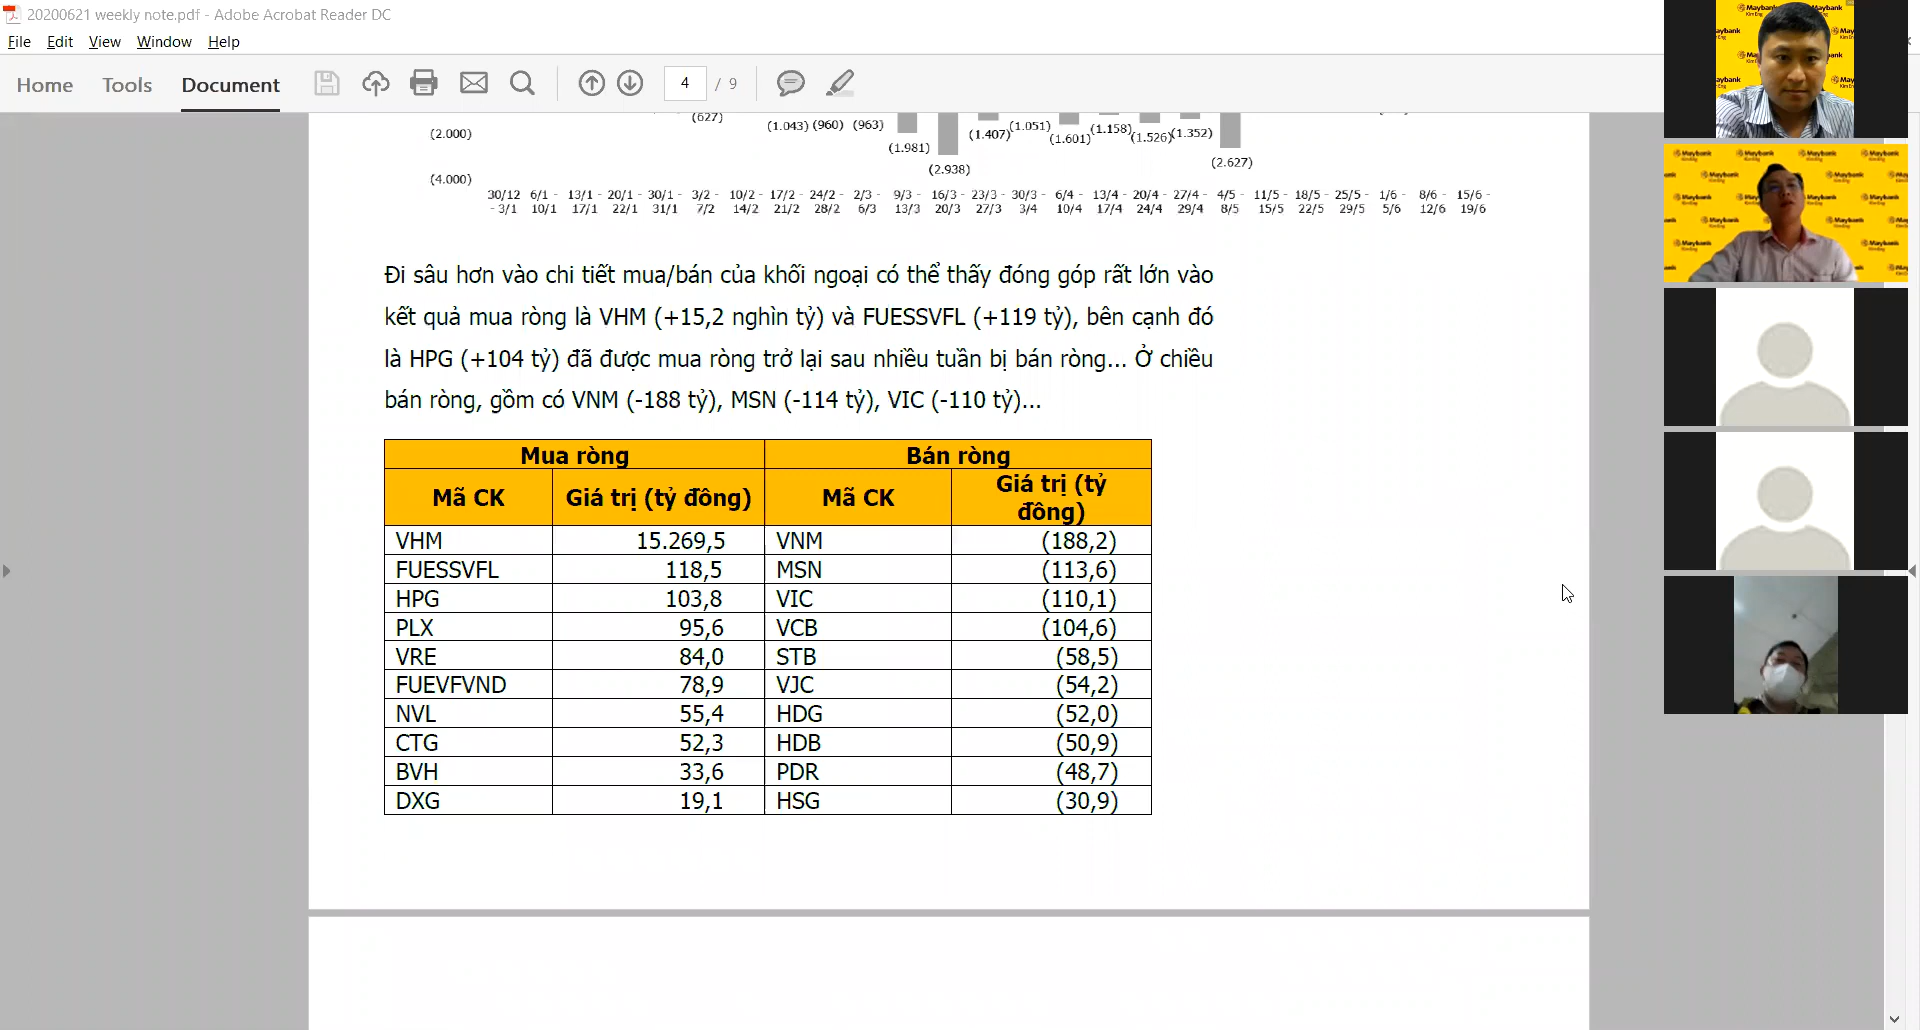 20200621 weekly note.pdf - Adobe Acrobat Reader DC
File Edit View Window Help
Home Tools Document 4 / 9
(2.000)
(627)
(1.043) (960) (963)
(1.981)
(2.938)
(1.407)
(1.051)
(1.601)
(1.158)
(1.526)
(1.352)
(2.627)
(4.000)
30/12 6/1 - 13/1 - 20/1 - 30/1 - 3/2 - 10/2 - 17/2 - 24/2 - 2/3 - 9/3 - 16/3 - 23/3 - 30/3 - 6/4 - 13/4 - 20/4 - 27/4 - 4/5 - 11/5 - 18/5 - 25/5 - 1/6 - 8/6 - 15/6 -
- 3/1 10/1 17/1 22/1 31/1 7/2 14/2 21/2 28/2 6/3 13/3 20/3 27/3 3/4 10/4 17/4 24/4 29/4 8/5 15/5 22/5 29/5 5/6 12/6 19/6
Đi sâu hơn vào chi tiết mua/bán của khối ngoại có thể thấy đóng góp rất lớn vào
kết quả mua ròng là VHM (+15,2 nghìn tỷ) và FUESSVFL (+119 tỷ), bên cạnh đó
là HPG (+104 tỷ) đã được mua ròng trở lại sau nhiều tuần bị bán ròng... Ở chiều
bán ròng, gồm có VNM (-188 tỷ), MSN (-114 tỷ), VIC (-110 tỷ)...
Mua ròng Bán ròng
Mã CK Giá trị (tỷ đồng) Mã CK Giá trị (tỷ
đồng)
VHM 15.269,5 VNM (188,2)
FUESSVFL 118,5 MSN (113,6)
HPG 103,8 VIC (110,1)
PLX 95,6 VCB (104,6)
VRE 84,0 STB (58,5)
FUEVFVND 78,9 VJC (54,2)
NVL 55,4 HDG (52,0)
CTG 52,3 HDB (50,9)
BVH 33,6 PDR (48,7)
DXG 19,1 HSG (30,9)
Maybank
Kim Eng
Maybank
Maybank
Maybank
Maybank
Maybank